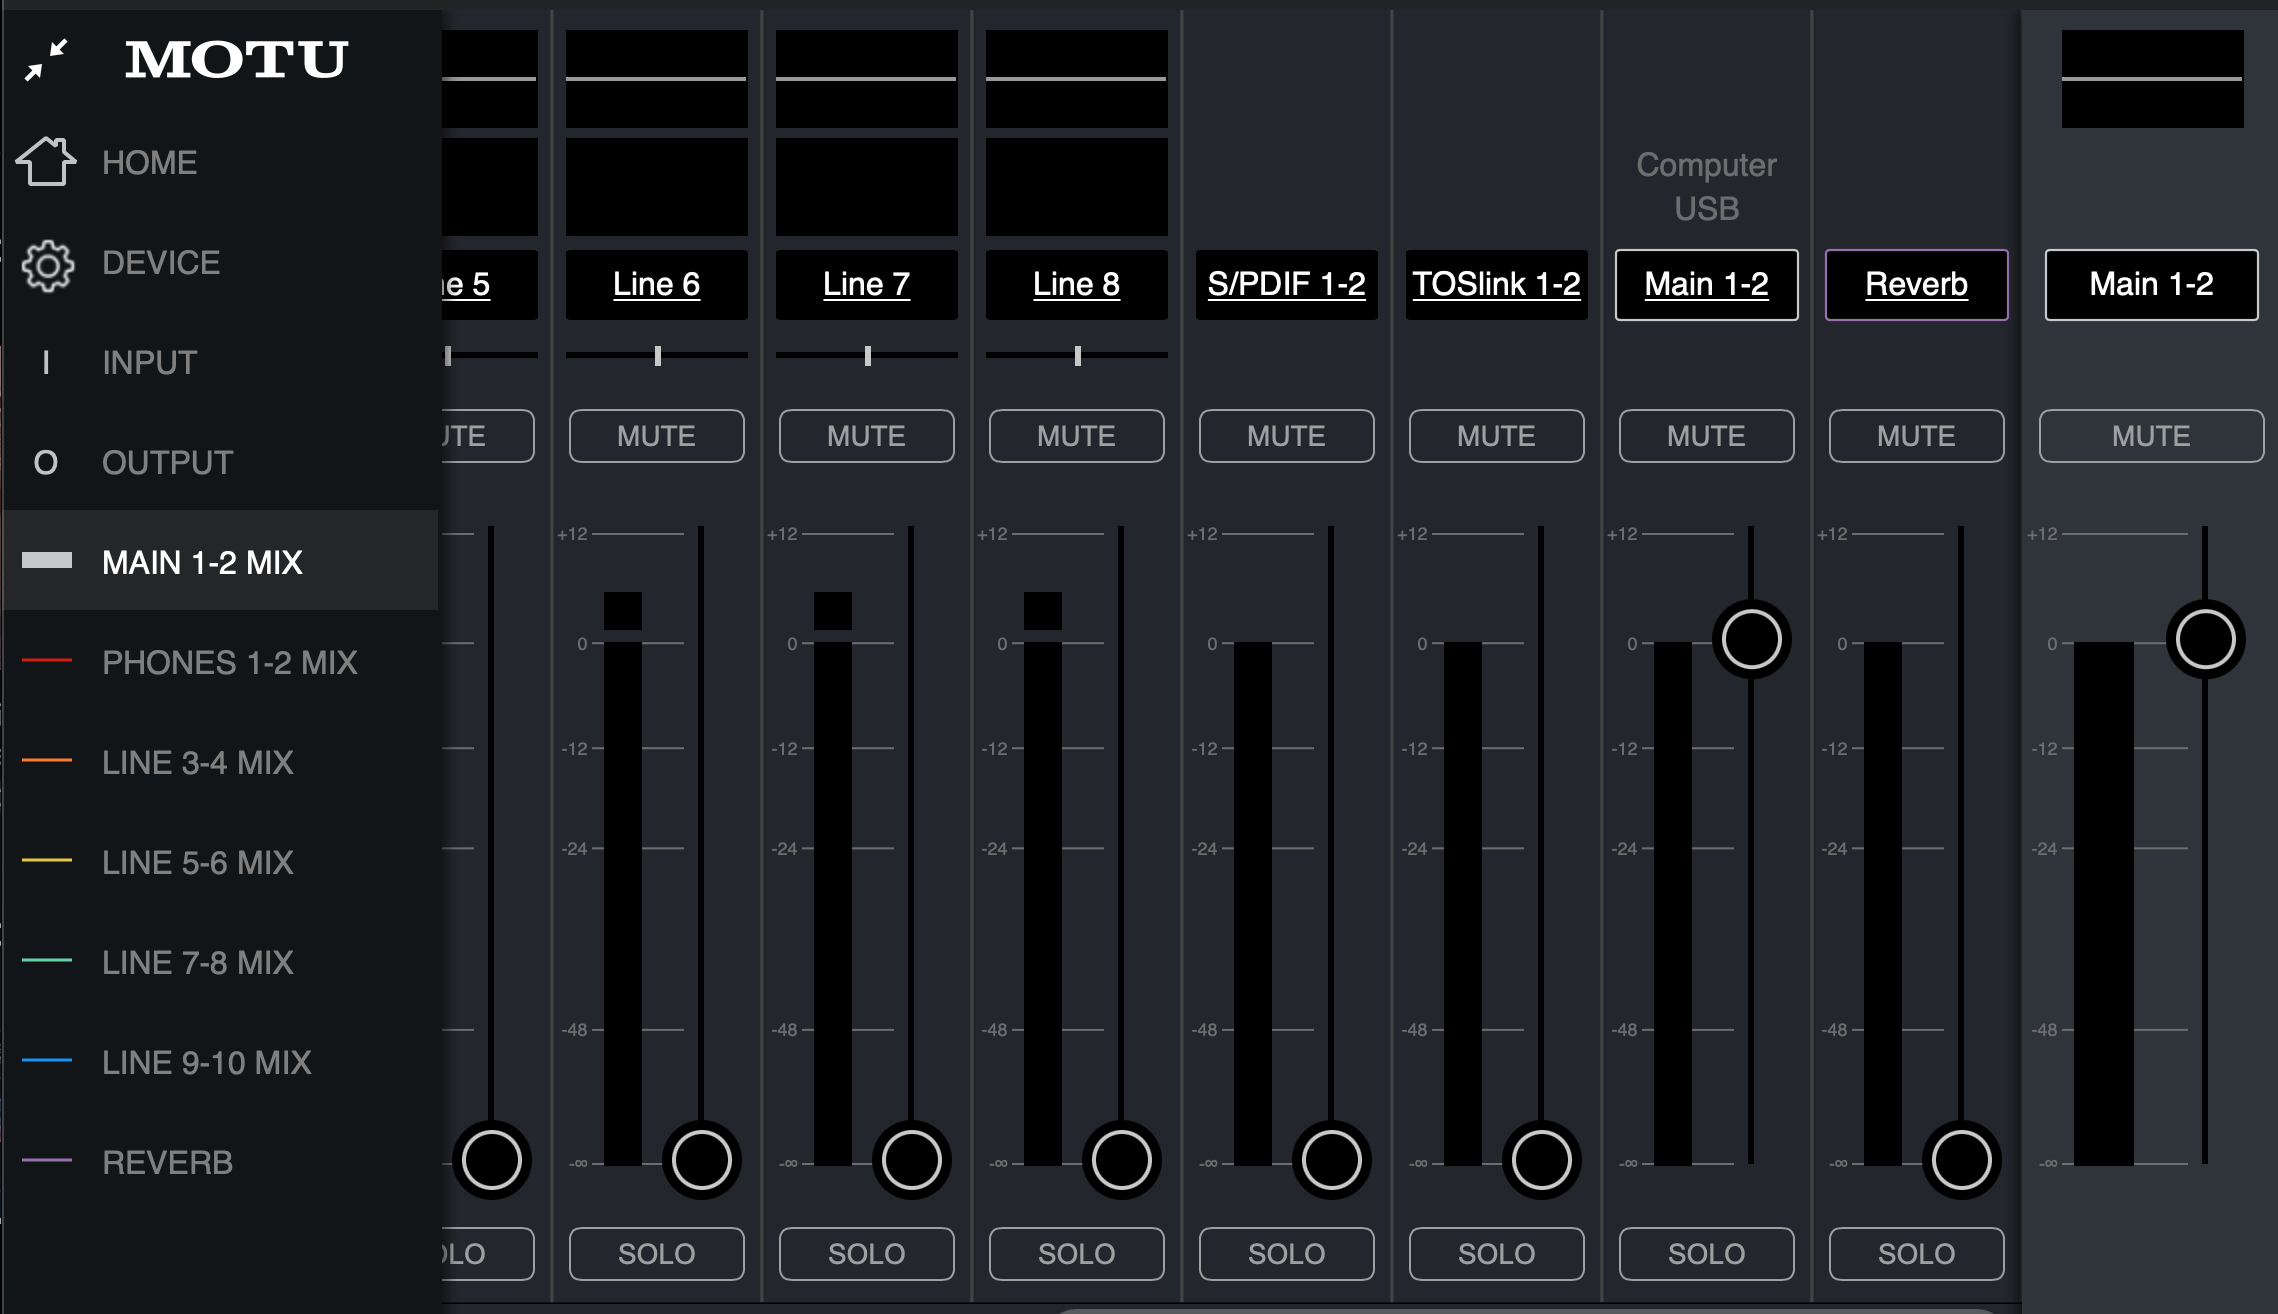 MOTU
HOME
DEVICE
I INPUT
O OUTPUT
MAIN 1-2 MIX
PHONES 1-2 MIX
LINE 3-4 MIX
LINE 5-6 MIX
LINE 7-8 MIX
LINE 9-10 MIX
REVERB
Computer
USB
ne 5 Line 6 Line 7 Line 8 S/PDIF 1-2 TOSlink 1-2 Main 1-2 Reverb Main 1-2
UTE MUTE MUTE MUTE MUTE MUTE MUTE MUTE MUTE
+12 +12 +12 +12 +12 +12 +12 +12
0 0 0 0 0 0 0 0
-12 -12 -12 -12 -12 -12 -12 -12
-24 -24 -24 -24 -24 -24 -24 -24
-48 -48 -48 -48 -48 -48 -48 -48
-∞ -∞ -∞ -∞ -∞ -∞ -∞ -∞
OLO SOLO SOLO SOLO SOLO SOLO SOLO SOLO